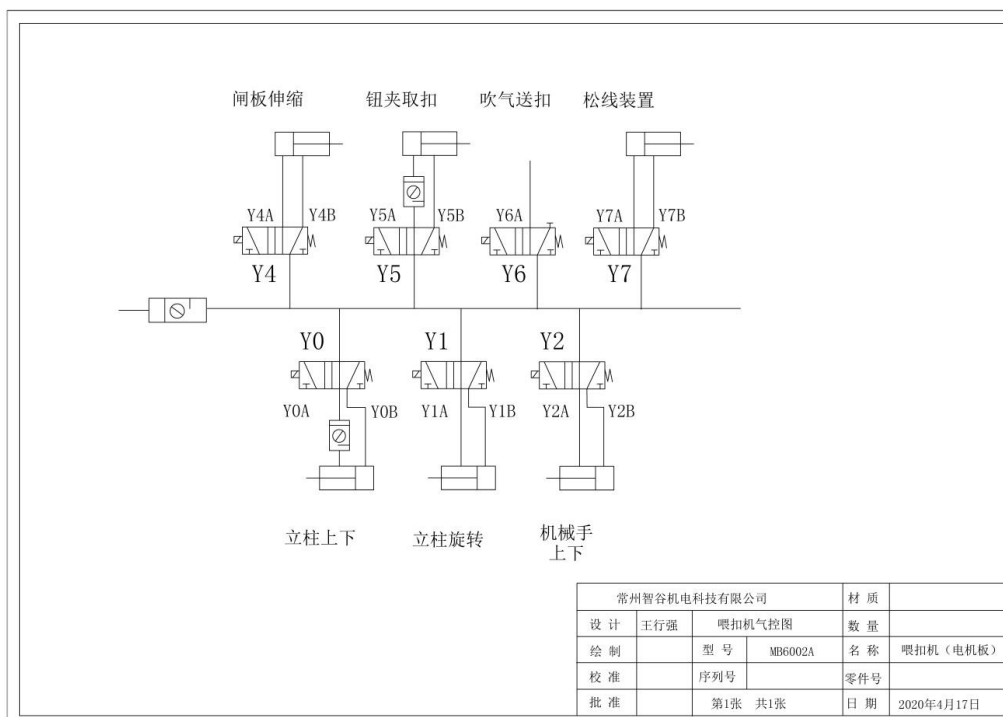 闸板伸缩 钮夹取扣 吹气送扣 松线装置
Y4A Y4B Y5A Y5B Y6A Y7A Y7B
Y4 Y5 Y6 Y7
Y0 Y1 Y2
Y0A Y0B Y1A Y1B Y2A Y2B
立柱上下 立柱旋转 机械手
上下
常州智谷机电科技有限公司 材 质
设 计 王行强 喂扣机气控图 数 量
绘 制 型 号 MB6002A 名 称 喂扣机（电机板）
校 准 序列号 零件号
批 准 第1张 共1张 日 期 2020年4月17日